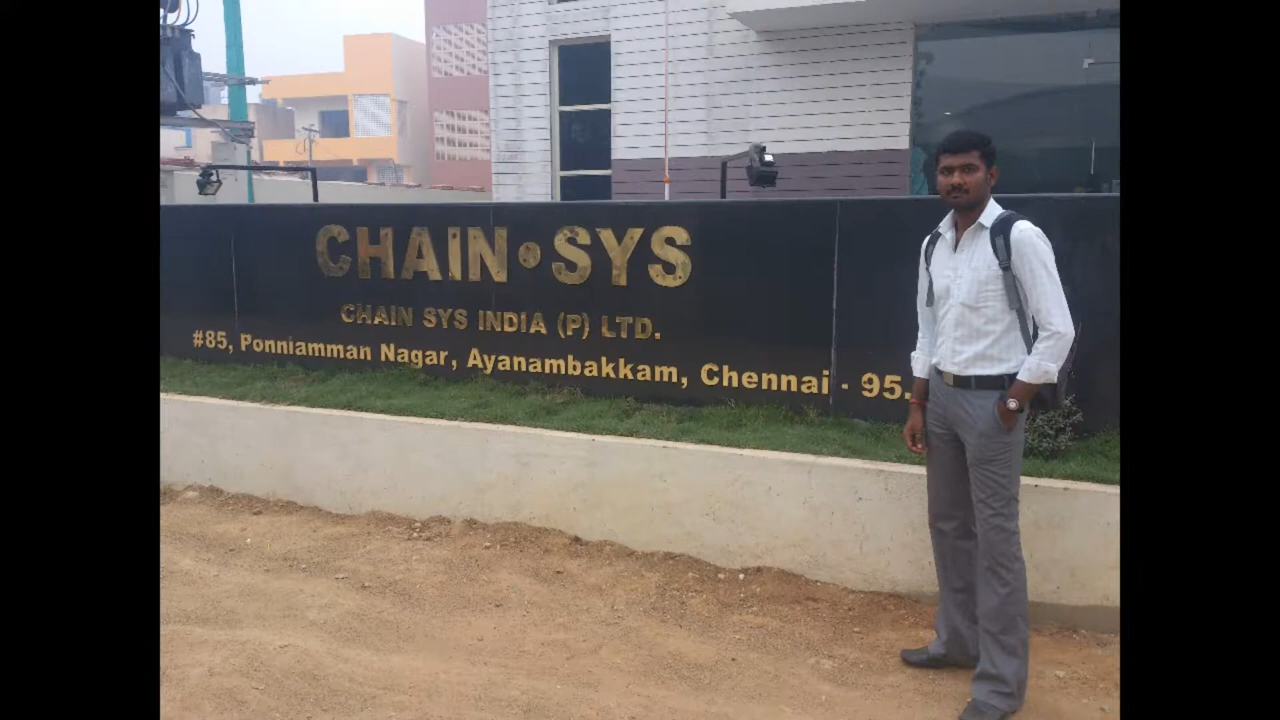 CHAIN•SYS
CHAIN SYS INDIA (P) LTD.
#85, Ponniamman Nagar, Ayanambakkam, Chennai - 95.